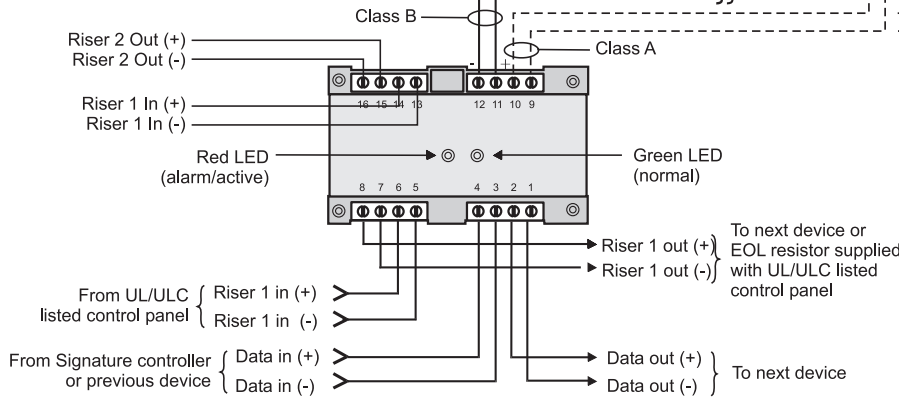 Class B
Class A
Riser 2 Out (+)
Riser 2 Out (-)
- +
16 15 14 13 12 11 10 9
Riser 1 In (+)
Riser 1 In (-)
Red LED
(alarm/active)
Green LED
(normal)
8 7 6 5 4 3 2 1
Riser 1 out (+)
Riser 1 out (-)
To next device or
EOL resistor supplied
with UL/ULC listed
control panel
From UL/ULC
listed control panel
Riser 1 in (+)
Riser 1 in (-)
From Signature controller
or previous device
Data in (+)
Data in (-)
Data out (+)
Data out (-)
To next device